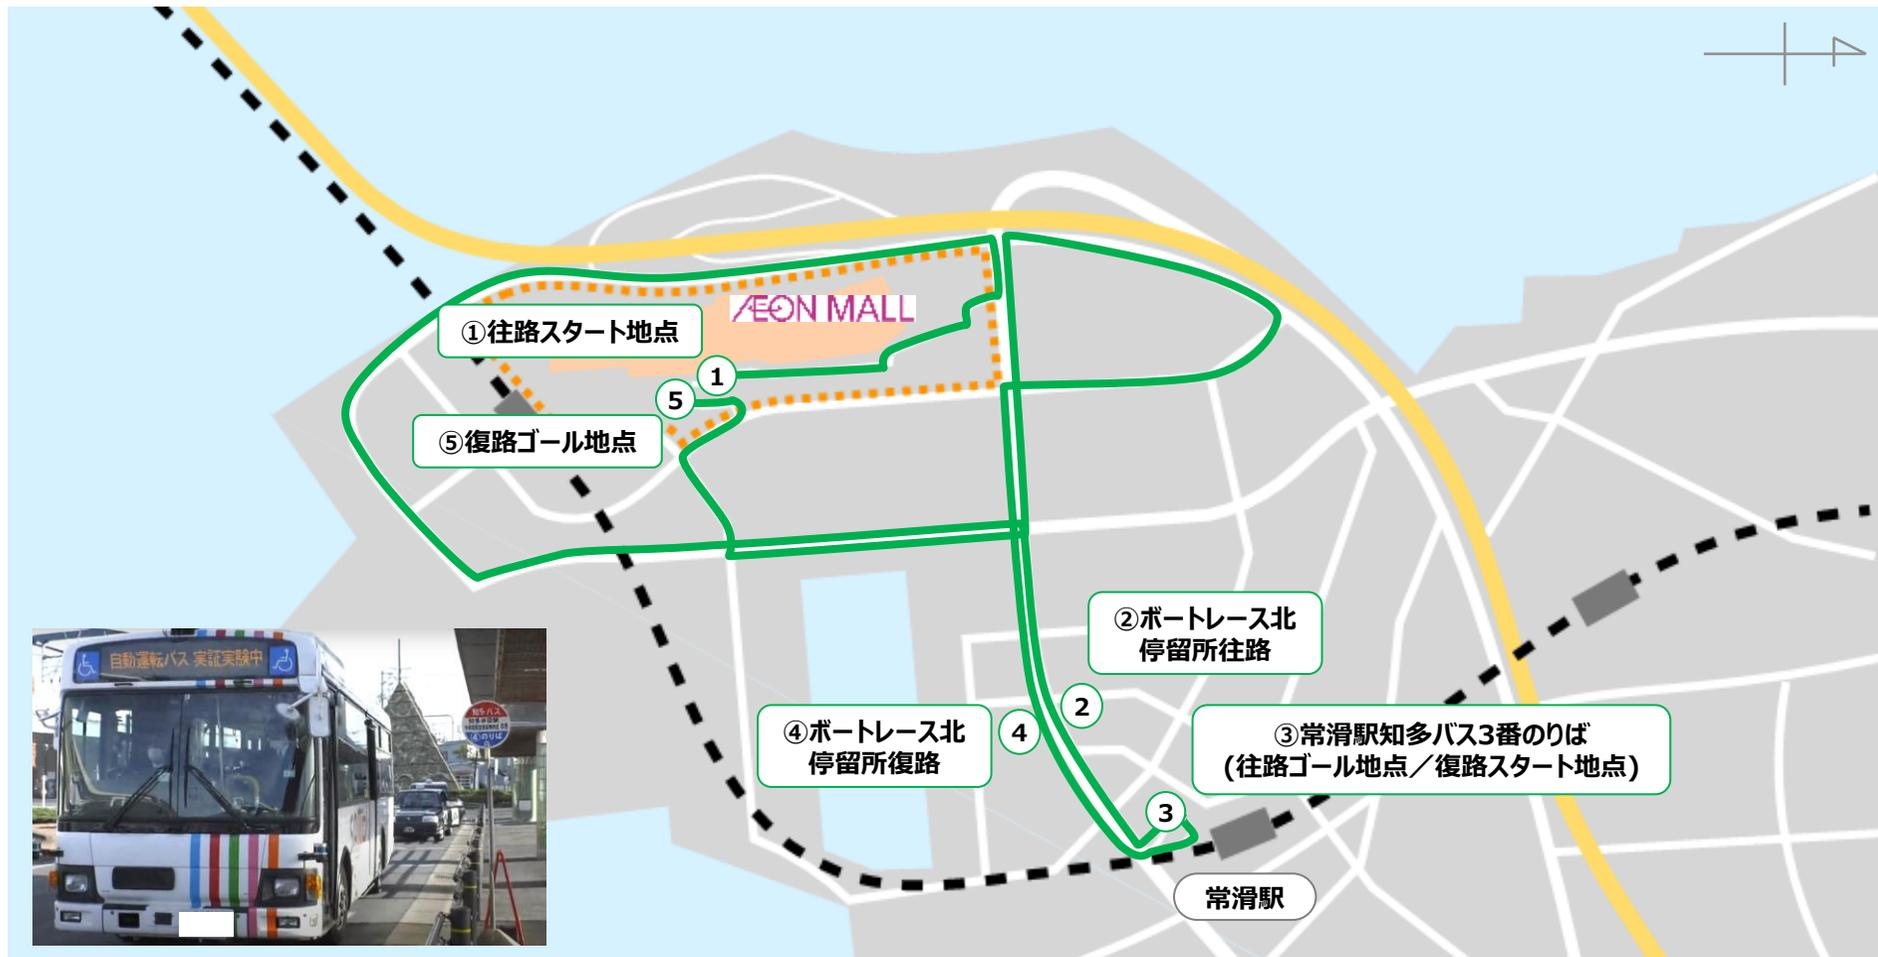 ÆON MALL
①往路スタート地点
1
5
⑤復路ゴール地点
②ボートレース北
停留所往路
2
4
④ボートレース北
停留所復路
③常滑駅知多バス3番のりば
(往路ゴール地点／復路スタート地点)
3
常滑駅
自動運転バス 実証実験中
知多バス